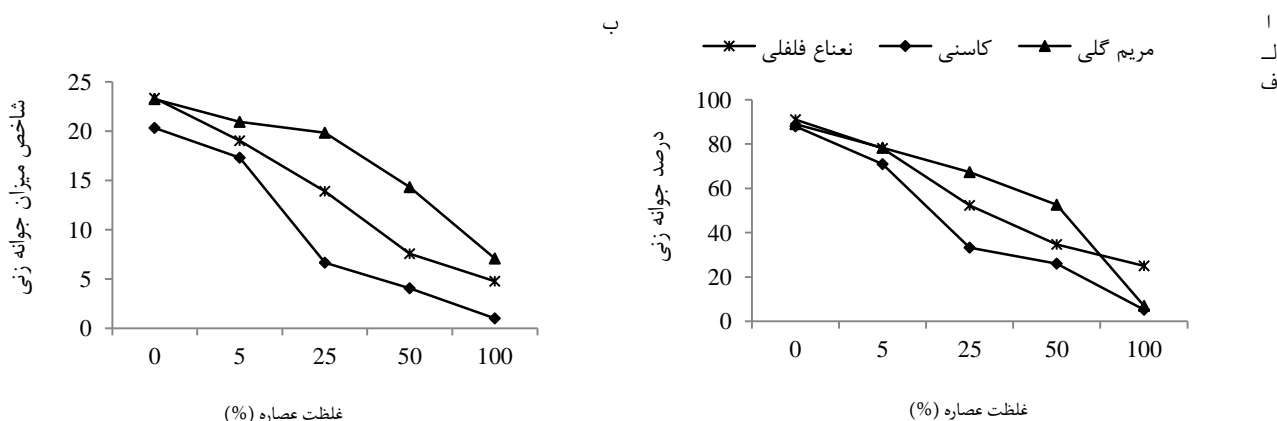 الف
مریم گلی
کاسنی
نعناع فلفلی
درصد جوانه زنی
100
80
60
40
20
0
0 5 25 50 100
غلظت عصاره (%)
ب
شاخص میزان جوانه زنی
25
20
15
10
5
0
0 5 25 50 100
غلظت عصاره (%)